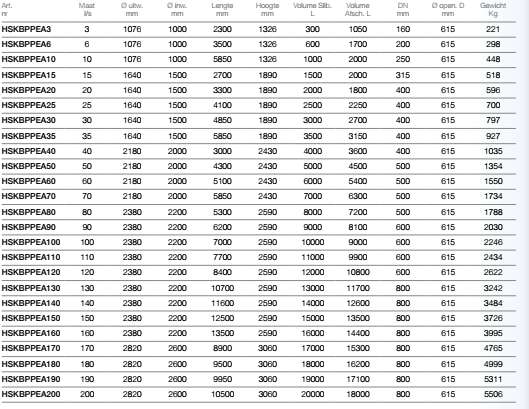 Art. Maat Ø uitw. Ø inw. Lengte Hoogte Volume Slib. Volume DN Ø open. D Gewicht
nr l/s mm mm mm mm L Afsch. L mm mm Kg
HSKBPPEA3 3 1076 1000 2300 1326 300 1050 160 615 221
HSKBPPEA6 6 1076 1000 3500 1326 600 1700 200 615 298
HSKBPPEA10 10 1076 1000 5850 1326 1000 2000 250 615 448
HSKBPPEA15 15 1640 1500 2700 1890 1500 2000 315 615 518
HSKBPPEA20 20 1640 1500 3300 1890 2000 1800 400 615 596
HSKBPPEA25 25 1640 1500 4100 1890 2500 2250 400 615 700
HSKBPPEA30 30 1640 1500 4850 1890 3000 2700 400 615 797
HSKBPPEA35 35 1640 1500 5850 1890 3500 3150 400 615 927
HSKBPPEA40 40 2180 2000 3000 2430 4000 3600 400 615 1035
HSKBPPEA50 50 2180 2000 4300 2430 5000 4500 500 615 1354
HSKBPPEA60 60 2180 2000 5100 2430 6000 5400 500 615 1550
HSKBPPEA70 70 2180 2000 5850 2430 7000 6300 500 615 1734
HSKBPPEA80 80 2380 2200 5300 2590 8000 7200 500 615 1788
HSKBPPEA90 90 2380 2200 6200 2590 9000 8100 600 615 2030
HSKBPPEA100 100 2380 2200 7000 2590 10000 9000 600 615 2246
HSKBPPEA110 110 2380 2200 7700 2590 11000 9900 600 615 2434
HSKBPPEA120 120 2380 2200 8400 2590 12000 10800 600 615 2622
HSKBPPEA130 130 2380 2200 10700 2590 13000 11700 800 615 3242
HSKBPPEA140 140 2380 2200 11600 2590 14000 12600 800 615 3484
HSKBPPEA150 150 2380 2200 12500 2590 15000 13500 800 615 3726
HSKBPPEA160 160 2380 2200 13500 2590 16000 14400 800 615 3995
HSKBPPEA170 170 2820 2600 8900 3060 17000 15300 800 615 4765
HSKBPPEA180 180 2820 2600 9500 3060 18000 16200 800 615 4999
HSKBPPEA190 190 2820 2600 9950 3060 19000 17100 800 615 5311
HSKBPPEA200 200 2820 2600 10500 3060 20000 18000 800 615 5506